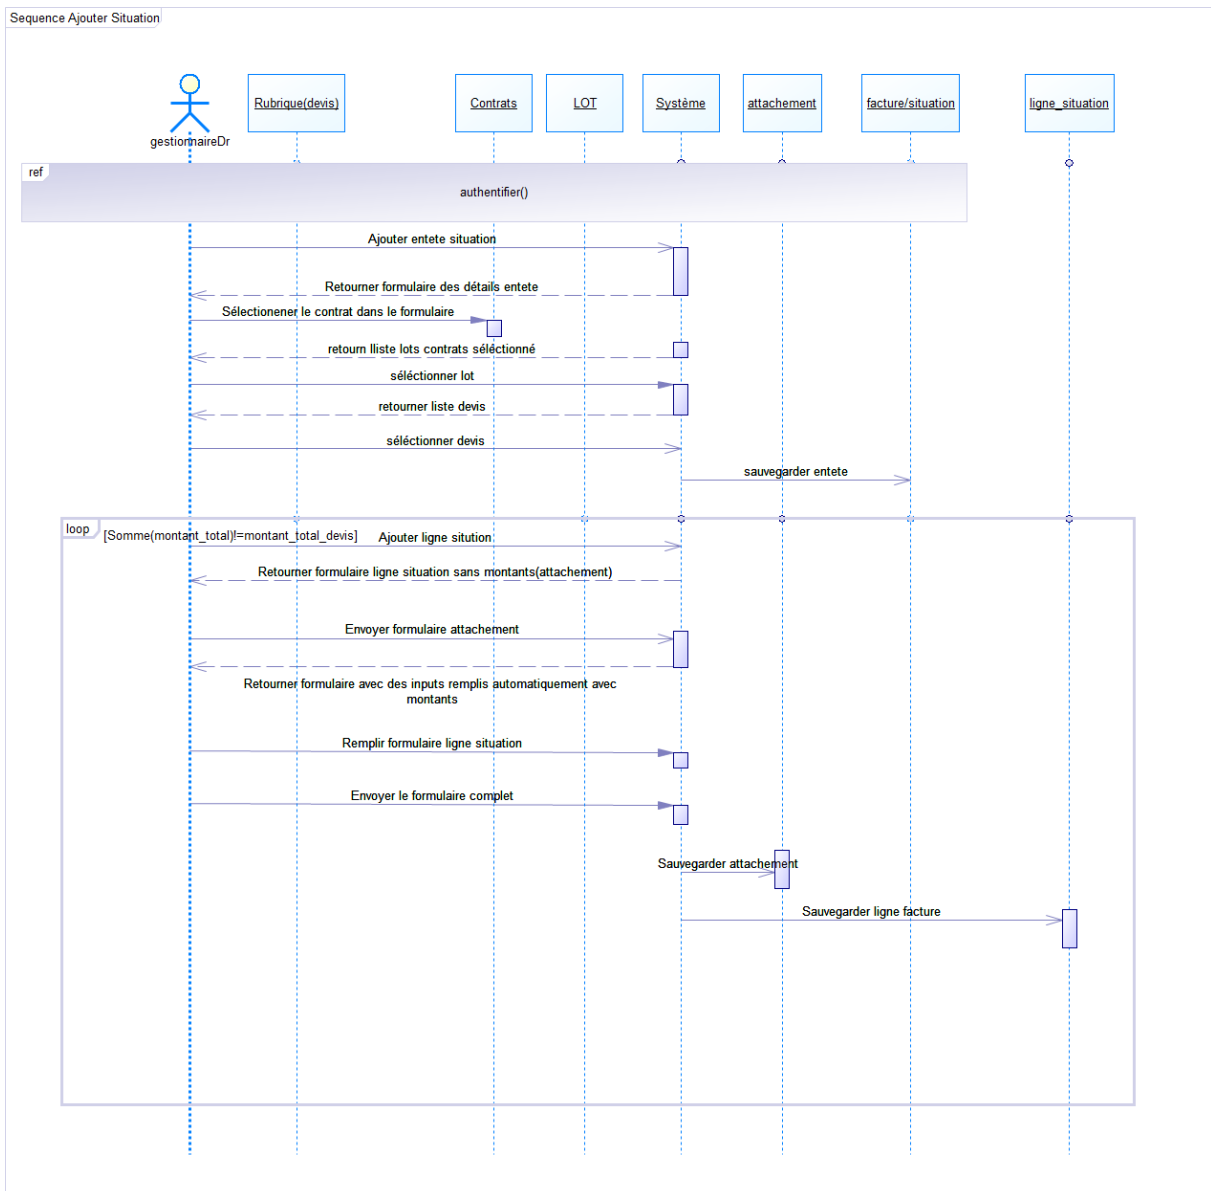 Sequence Ajouter Situation
gestionnaireDr
Rubrique(devis)
Contrats
LOT
Système
attachement
facture/situation
ligne_situation
ref
authentifier()
Ajouter entete situation
Retourner formulaire des détails entete
Sélectionener le contrat dans le formulaire
retourn lliste lots contrats séléctionné
séléctionner lot
retourner liste devis
séléctionner devis
sauvegarder entete
loop
[Somme(montant_total)!=montant_total_devis]
Ajouter ligne sitution
Retourner formulaire ligne situation sans montants(attachement)
Envoyer formulaire attachement
Retourner formulaire avec des inputs remplis automatiquement avec
montants
Remplir formulaire ligne situation
Envoyer le formulaire complet
Sauvegarder attachement
Sauvegarder ligne facture